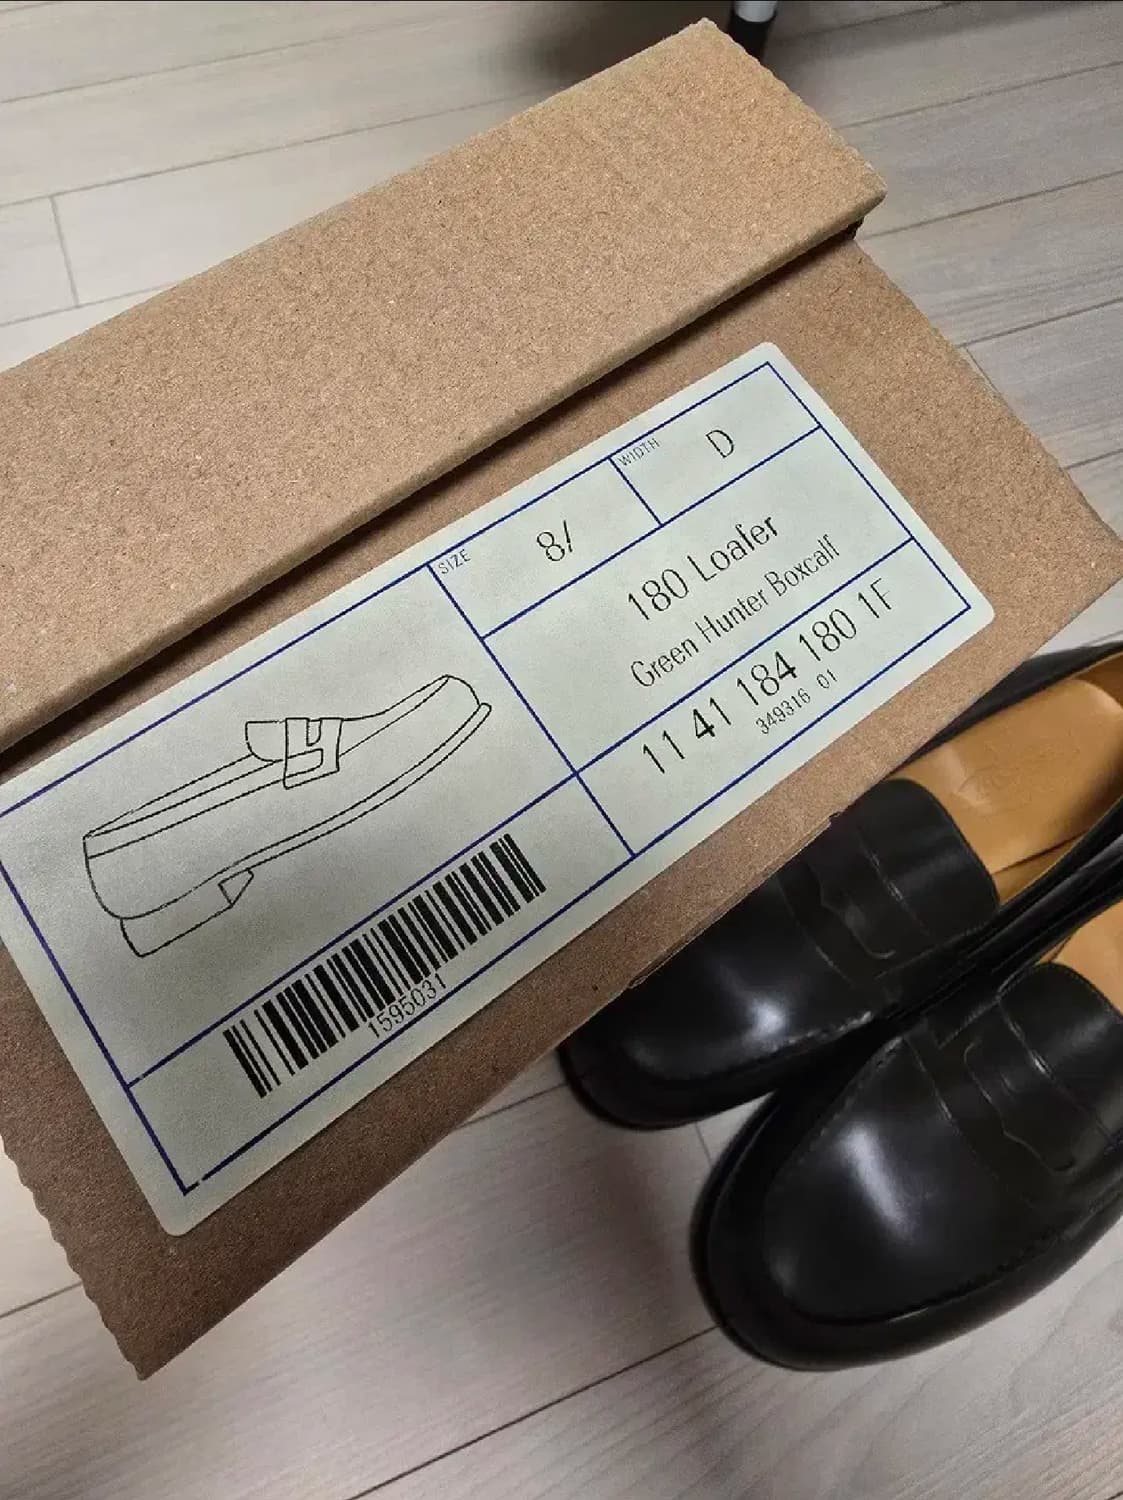 SIZE
8/
WIDTH
D
180 Loafer
Green Hunter Boxcalf
11 41 184 180 1F
349316 01
1595031